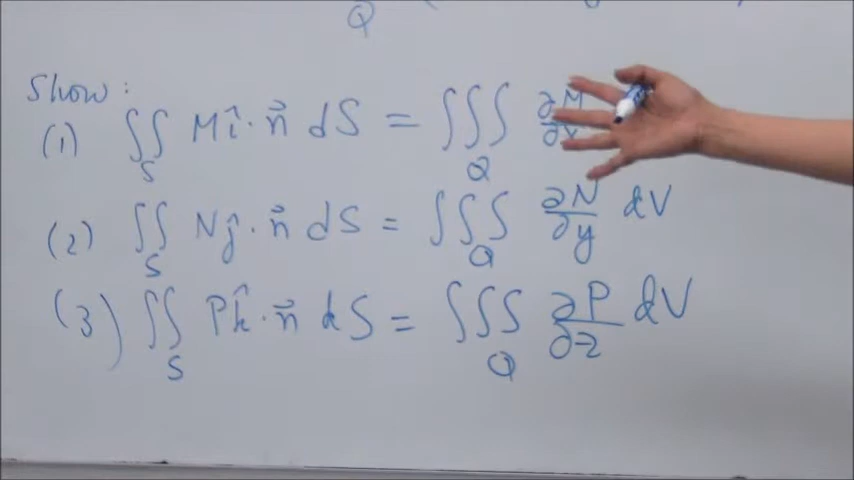 Q
Show:
(1) ∬_S M î · n⃗ dS = ∭_Q ∂M/∂x
(2) ∬_S N ĵ · n⃗ dS = ∭_Q ∂N/∂y dV
(3) ∬_S P k̂ · n⃗ dS = ∭_Q ∂P/∂z dV